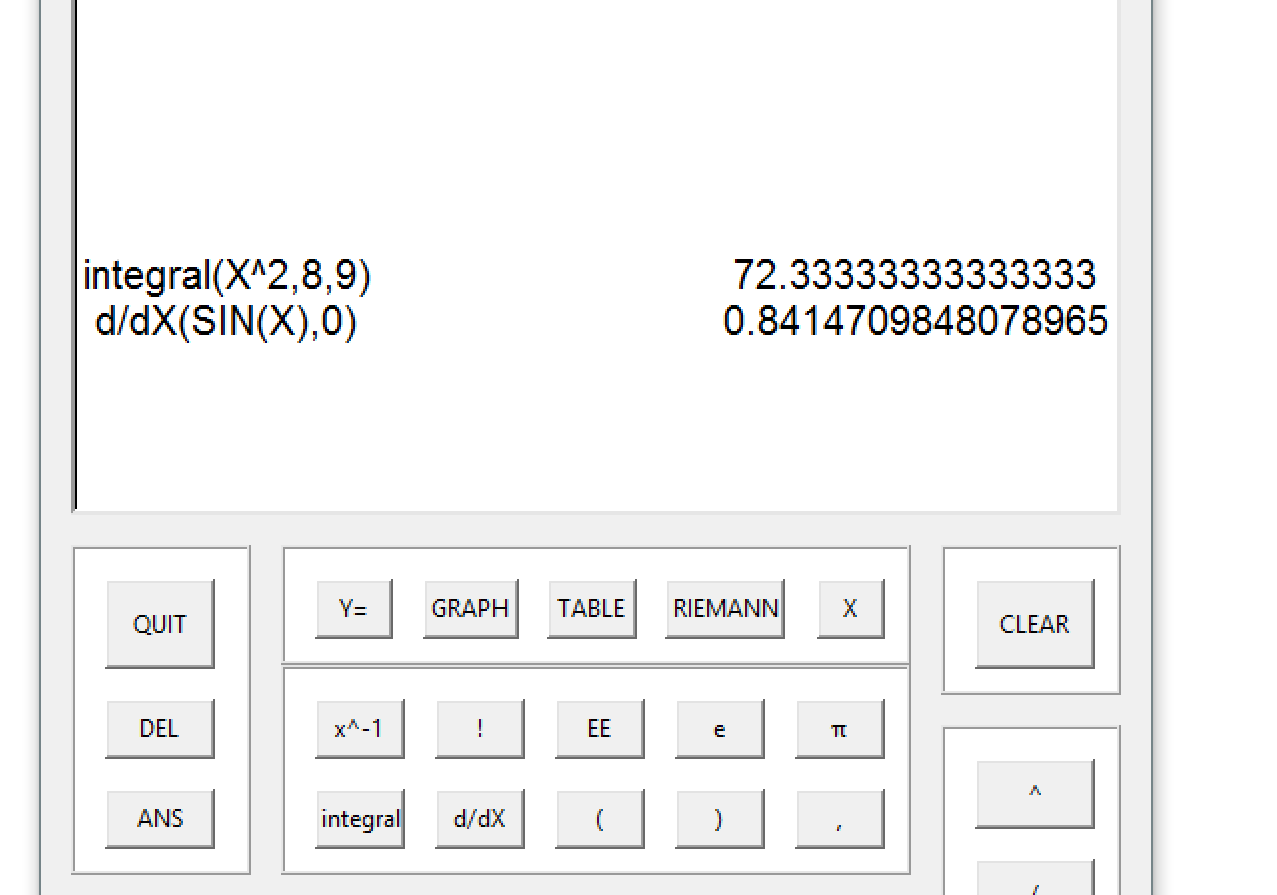 integral(X^2,8,9) 72.33333333333333
d/dX(SIN(X),0) 0.8414709848078965
QUIT Y= GRAPH TABLE RIEMANN X CLEAR
DEL x^-1 ! EE e π
^
ANS integral d/dX ( ) ,